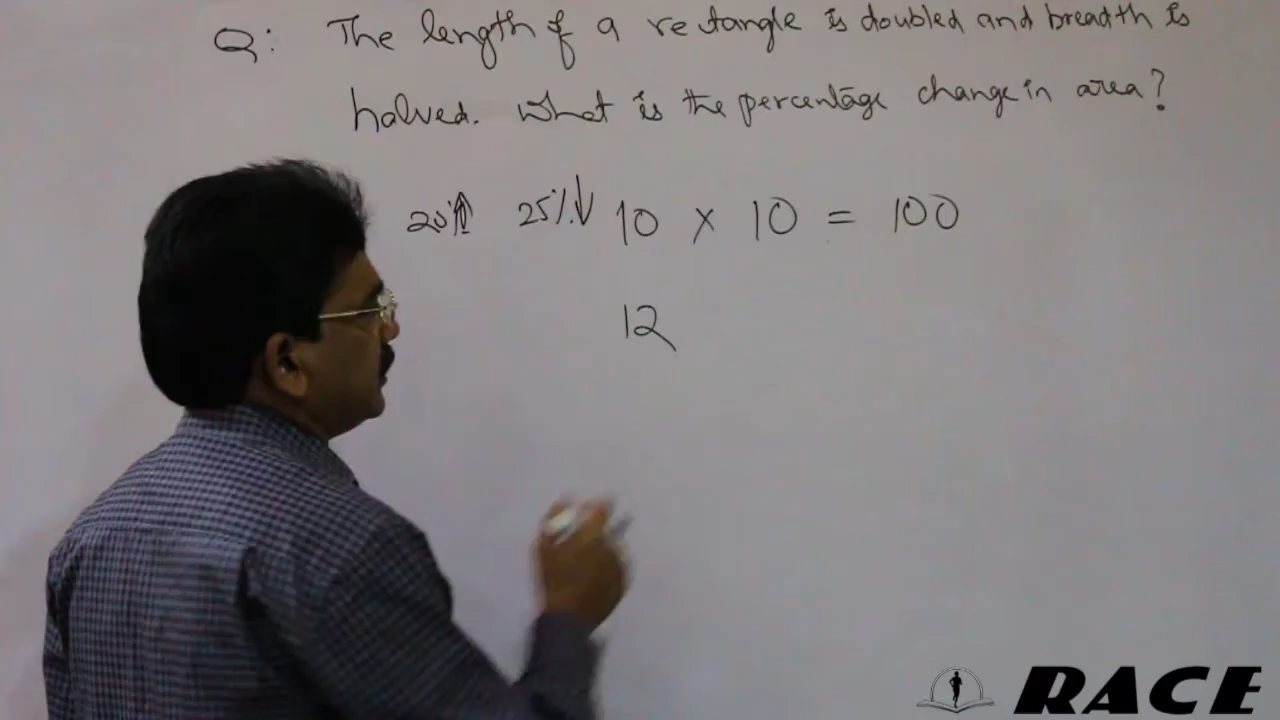 Q: The length of a rectangle is doubled and breadth is
halved. What is the percentage change in area?
20%↑ 25%↓ 10 × 10 = 100
12
RACE